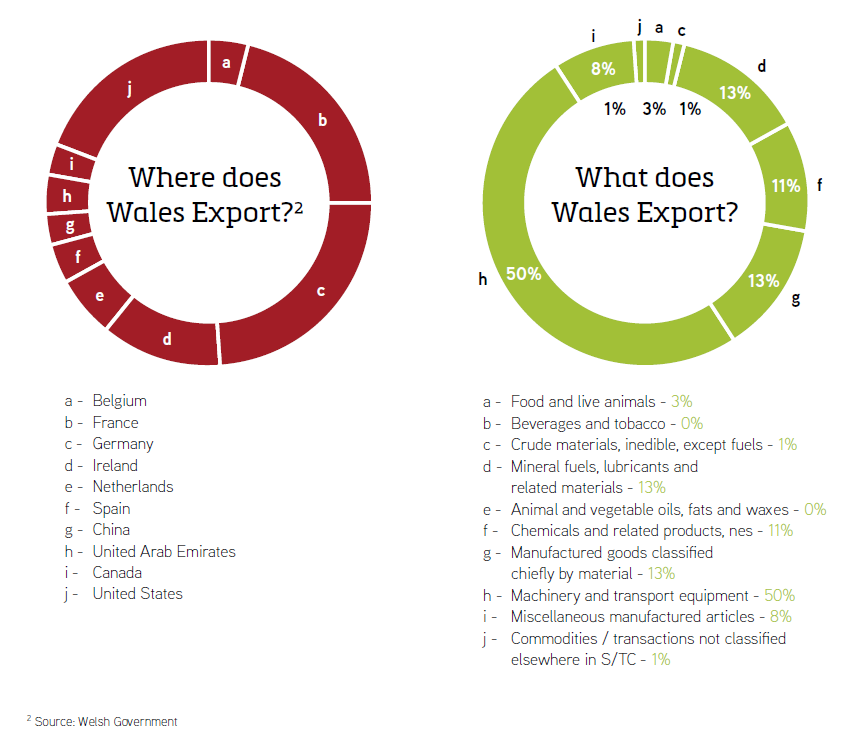 a
b
c
d
e
f
g
h
i
j
Where does
Wales Export?²
a - Belgium
b - France
c - Germany
d - Ireland
e - Netherlands
f - Spain
g - China
h - United Arab Emirates
i - Canada
j - United States
i
j
a
c
d
f
g
h
8%
1%
3%
1%
13%
11%
13%
50%
What does
Wales Export?
a - Food and live animals - 3%
b - Beverages and tobacco - 0%
c - Crude materials, inedible, except fuels - 1%
d - Mineral fuels, lubricants and
related materials - 13%
e - Animal and vegetable oils, fats and waxes - 0%
f - Chemicals and related products, nes - 11%
g - Manufactured goods classified
chiefly by material - 13%
h - Machinery and transport equipment - 50%
i - Miscellaneous manufactured articles - 8%
j - Commodities / transactions not classified
elsewhere in S/TC - 1%
² Source: Welsh Government